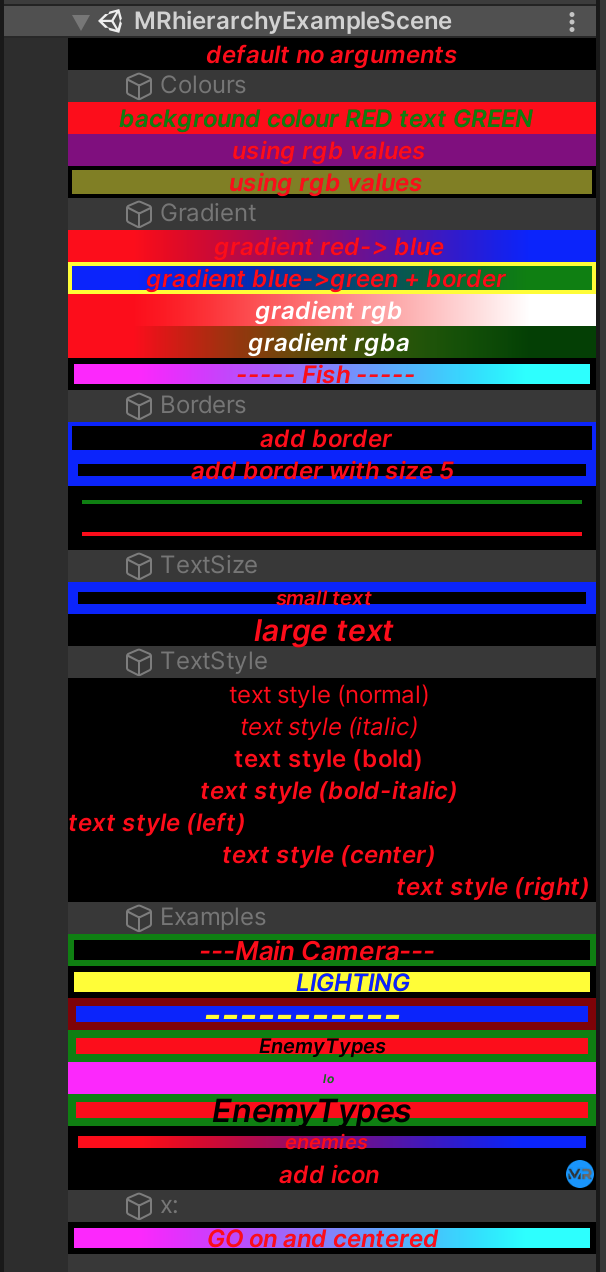 MRhierarchyExampleScene
default no arguments
Colours
background colour RED text GREEN
using rgb values
using rgb values
Gradient
gradient red-> blue
gradient blue->green + border
gradient rgb
gradient rgba
----- Fish -----
Borders
add border
add border with size 5
TextSize
small text
large text
TextStyle
text style (normal)
text style (italic)
text style (bold)
text style (bold-italic)
text style (left)
text style (center)
text style (right)
Examples
---Main Camera---
LIGHTING
-----------
EnemyTypes
lo
EnemyTypes
enemies
add icon MR
x:
GO on and centered